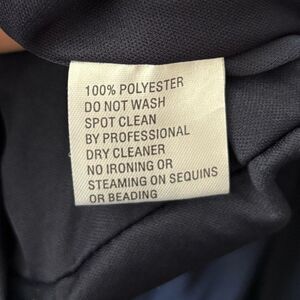 100% POLYESTER
DO NOT WASH
SPOT CLEAN
BY PROFESSIONAL
DRY CLEANER
NO IRONING OR
STEAMING ON SEQUINS
OR BEADING